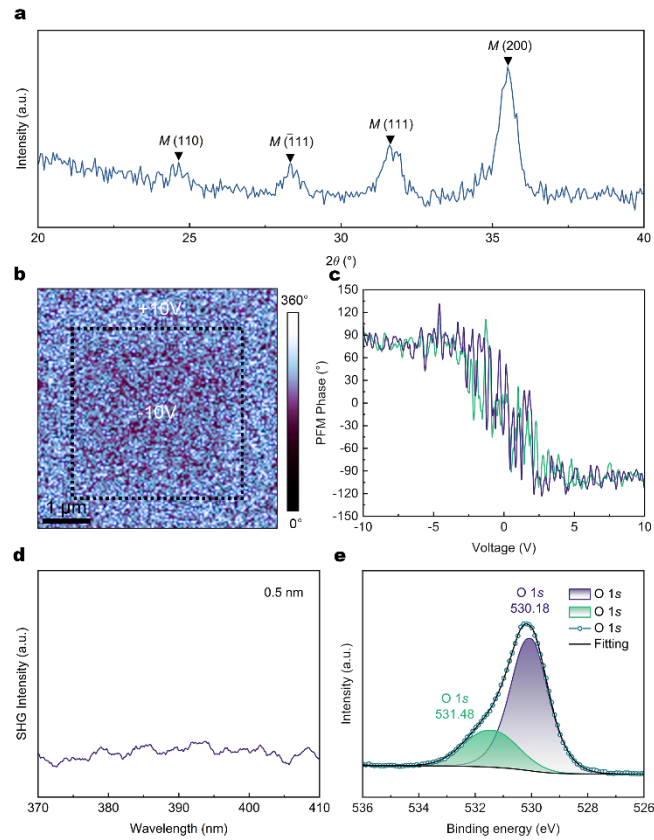 a
M (110)
M (1̄11)
M (111)
M (200)
Intensity (a.u.)
20 25 30 35 40
2θ (°)
b
+10V
-10V
1 μm
360°
0°
c
PFM Phase (°)
150
120
90
60
30
0
-30
-60
-90
-120
-150
-10 -5 0 5 10
Voltage (V)
d
0.5 nm
SHG Intensity (a.u.)
370 380 390 400 410
Wavelength (nm)
e
O 1s
530.18
O 1s
531.48
O 1s
O 1s
O 1s
Fitting
Intensity (a.u.)
536 534 532 530 528 526
Binding energy (eV)